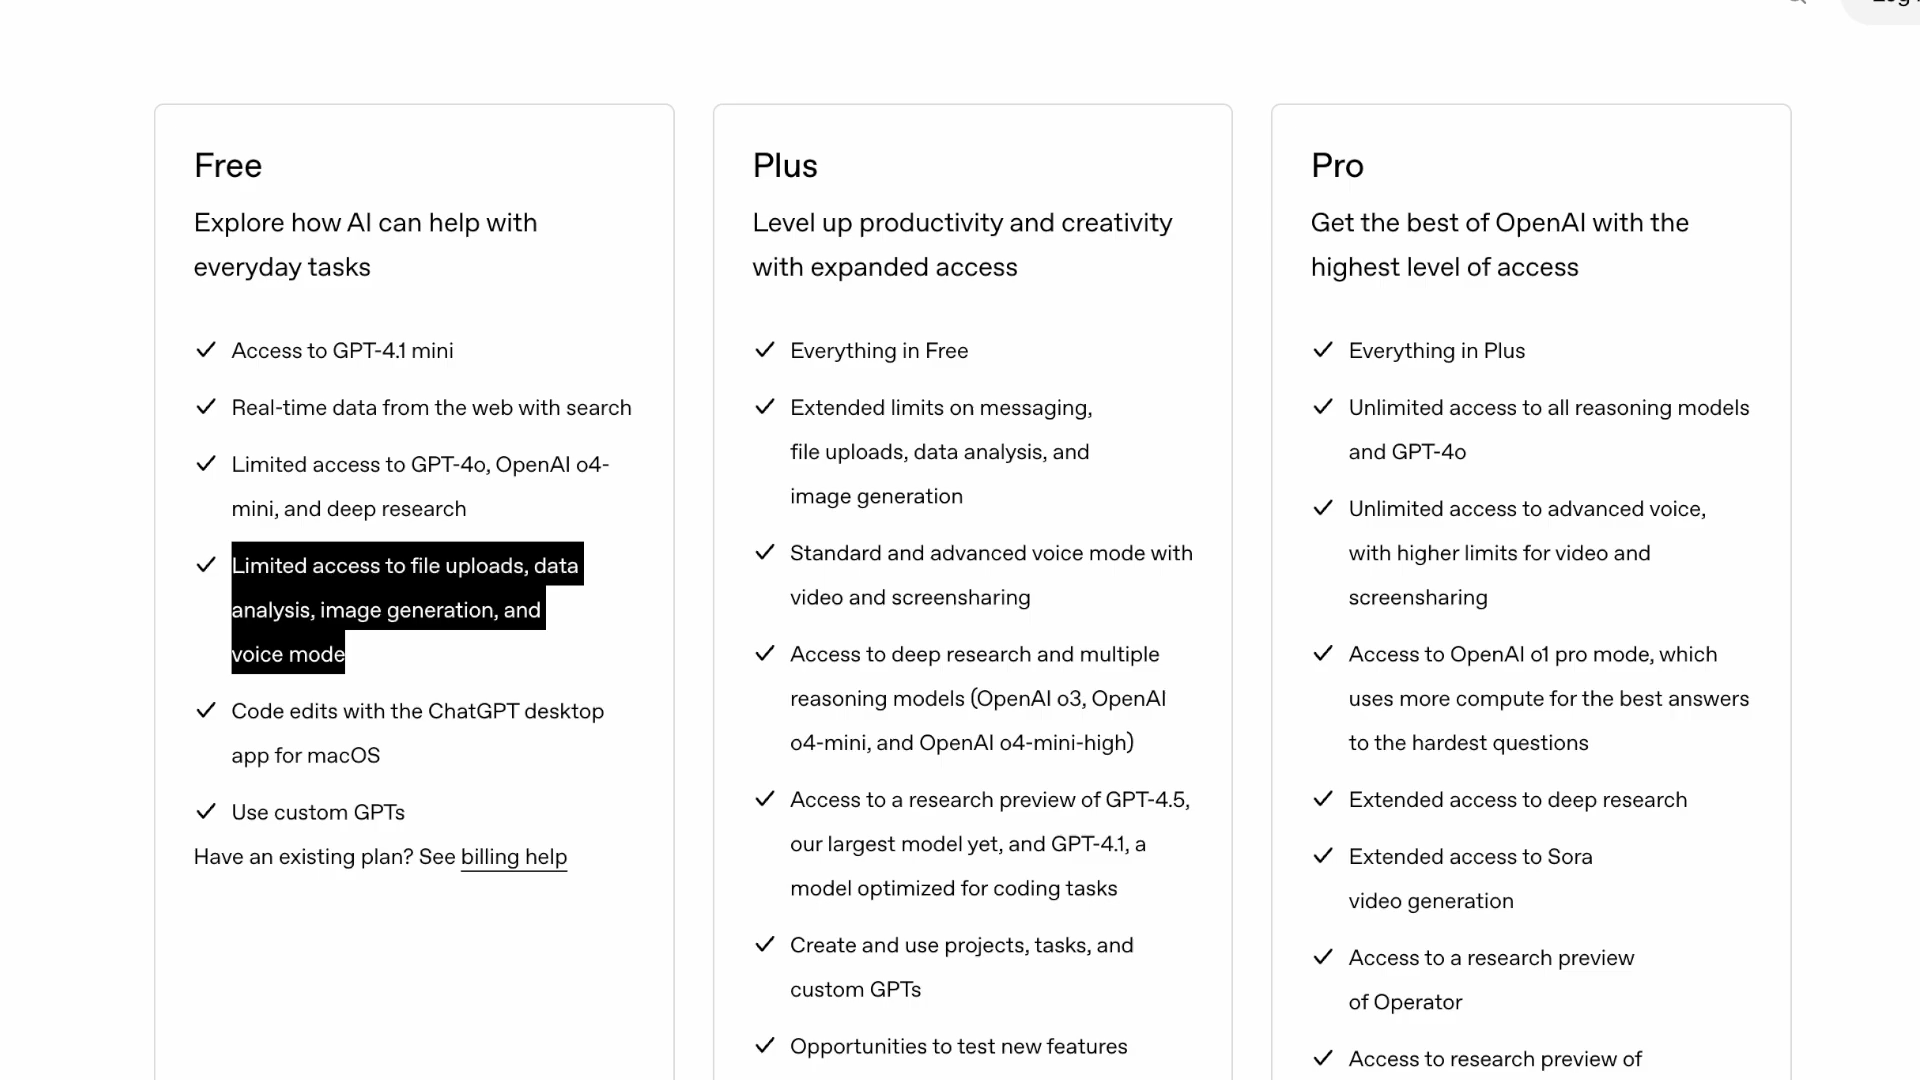 Free
Explore how AI can help with
everyday tasks
Access to GPT-4.1 mini
Real-time data from the web with search
Limited access to GPT-4o, OpenAI o4-
mini, and deep research
Limited access to file uploads, data
analysis, image generation, and
voice mode
Code edits with the ChatGPT desktop
app for macOS
Use custom GPTs
Have an existing plan? See billing help
Plus
Level up productivity and creativity
with expanded access
Everything in Free
Extended limits on messaging,
file uploads, data analysis, and
image generation
Standard and advanced voice mode with
video and screensharing
Access to deep research and multiple
reasoning models (OpenAI o3, OpenAI
o4-mini, and OpenAI o4-mini-high)
Access to a research preview of GPT-4.5,
our largest model yet, and GPT-4.1, a
model optimized for coding tasks
Create and use projects, tasks, and
custom GPTs
Opportunities to test new features
Pro
Get the best of OpenAI with the
highest level of access
Everything in Plus
Unlimited access to all reasoning models
and GPT-4o
Unlimited access to advanced voice,
with higher limits for video and
screensharing
Access to OpenAI o1 pro mode, which
uses more compute for the best answers
to the hardest questions
Extended access to deep research
Extended access to Sora
video generation
Access to a research preview
of Operator
Access to research preview of